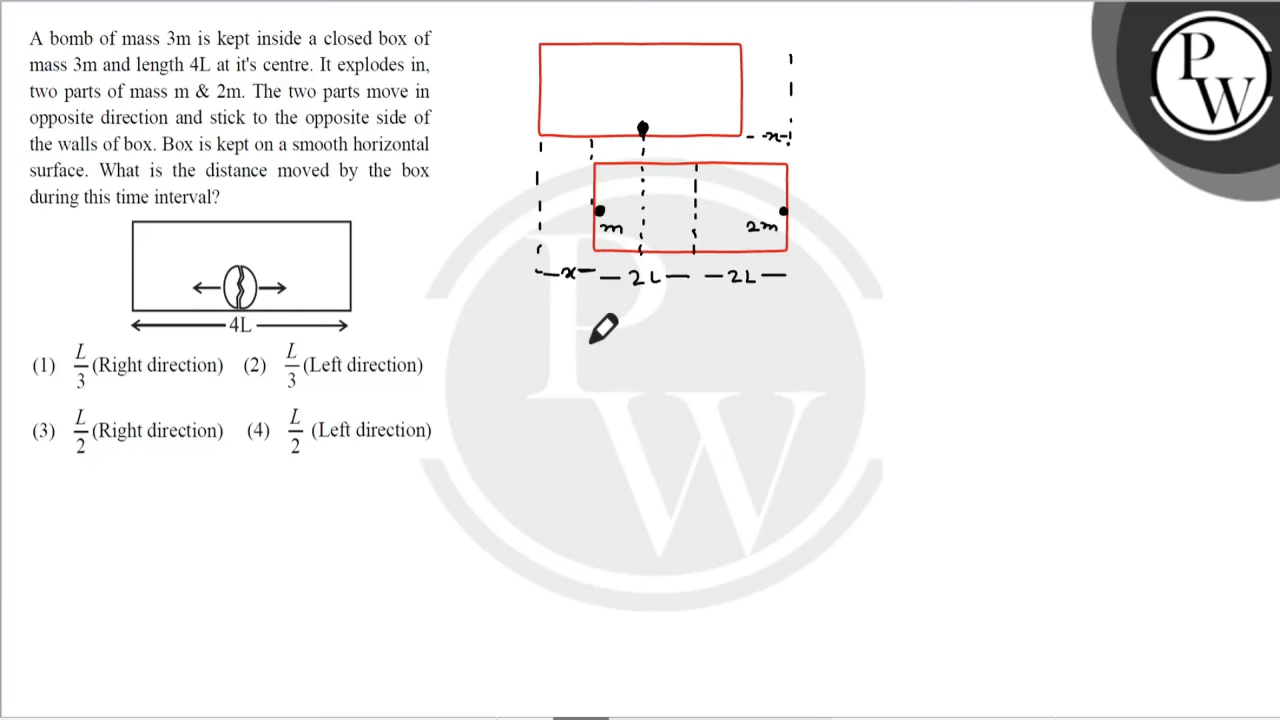 A bomb of mass 3m is kept inside a closed box of
mass 3m and length 4L at it's centre. It explodes in,
two parts of mass m & 2m. The two parts move in
opposite direction and stick to the opposite side of
the walls of box. Box is kept on a smooth horizontal
surface. What is the distance moved by the box
during this time interval?
4L
(1) L/3 (Right direction) (2) L/3 (Left direction)
(3) L/2 (Right direction) (4) L/2 (Left direction)
x
m 2m
x 2L 2L
P
W
P
W